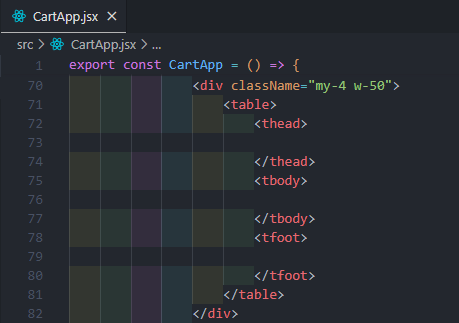 CartApp.jsx ×
src > CartApp.jsx > ...
1 export const CartApp = () => {
70 <div className="my-4 w-50">
71 <table>
72 <thead>
73
74 </thead>
75 <tbody>
76
77 </tbody>
78 <tfoot>
79
80 </tfoot>
81 </table>
82 </div>